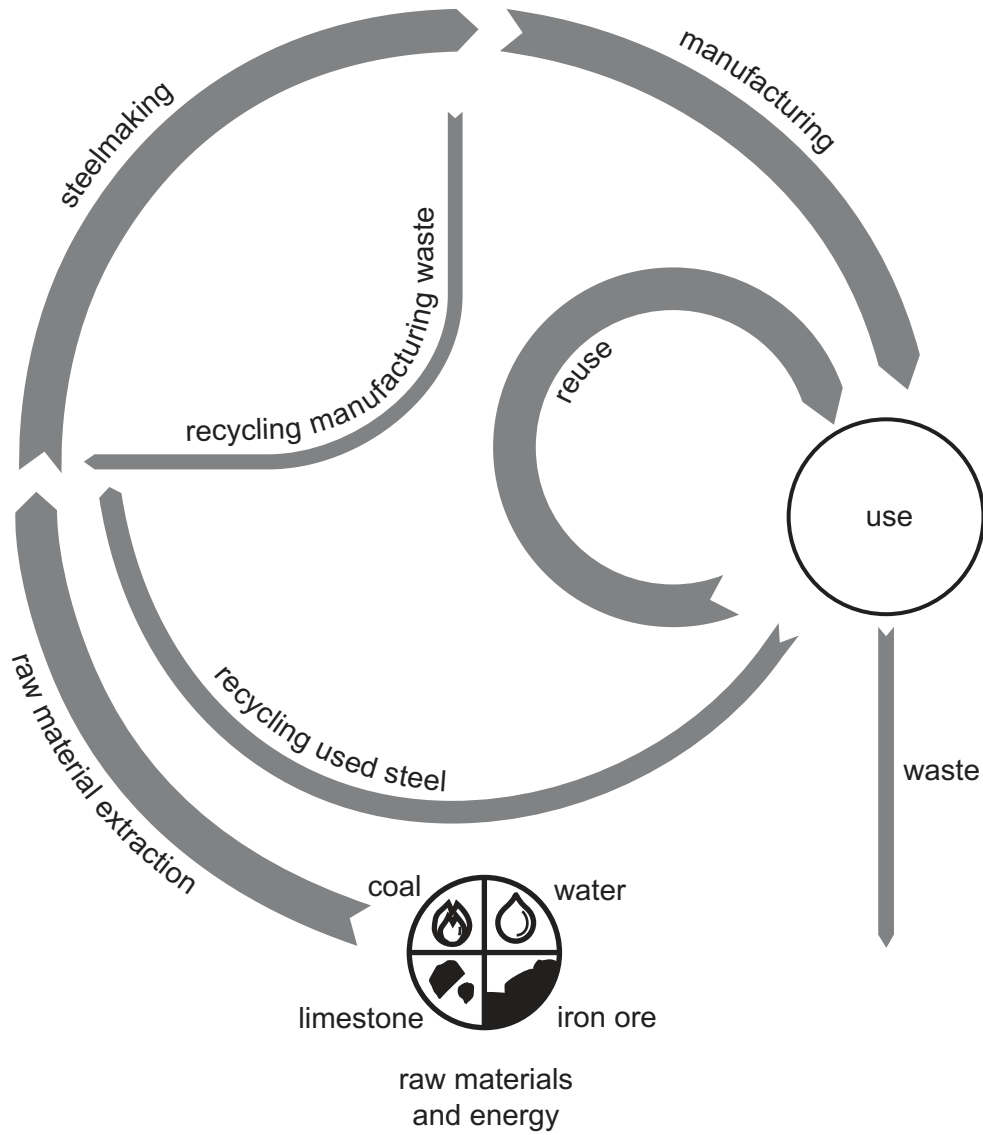 manufacturing
steelmaking
recycling manufacturing waste
reuse
use
raw material extraction
recycling used steel
waste
coal
water
limestone
iron ore
raw materials
and energy